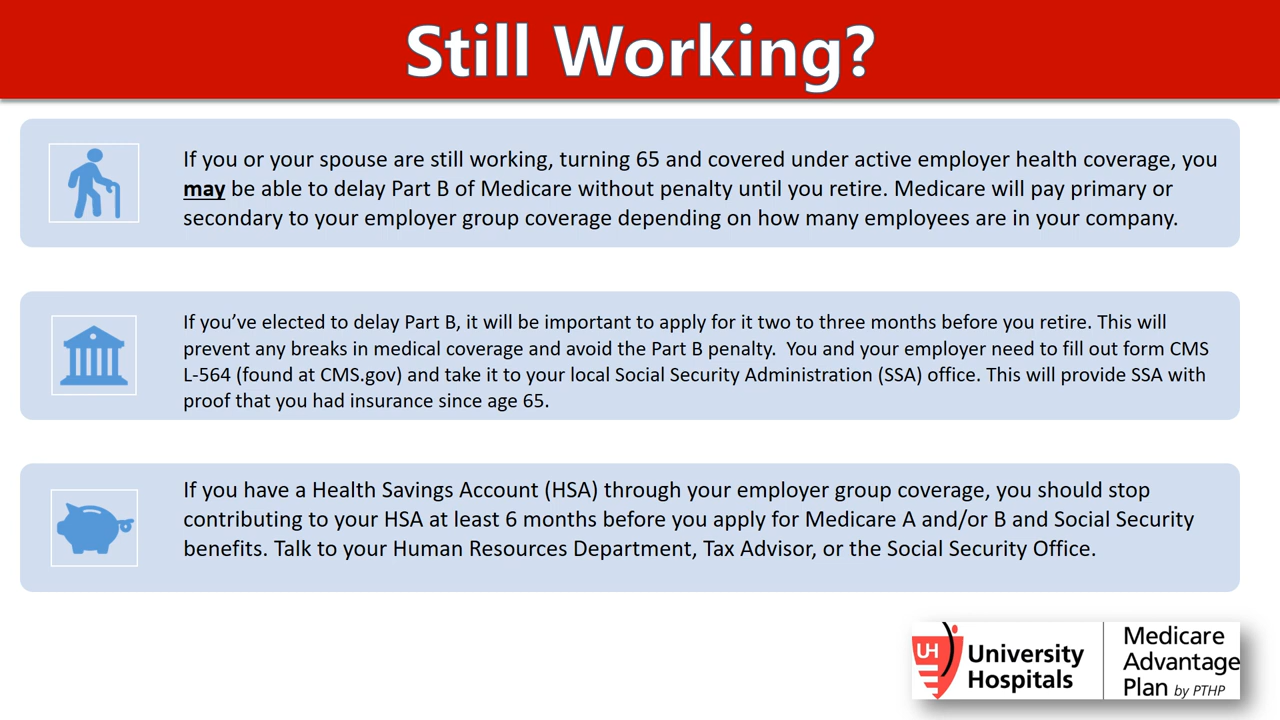 Still Working?
If you or your spouse are still working, turning 65 and covered under active employer health coverage, you
may be able to delay Part B of Medicare without penalty until you retire. Medicare will pay primary or
secondary to your employer group coverage depending on how many employees are in your company.
If you’ve elected to delay Part B, it will be important to apply for it two to three months before you retire. This will
prevent any breaks in medical coverage and avoid the Part B penalty.  You and your employer need to fill out form CMS
L-564 (found at CMS.gov) and take it to your local Social Security Administration (SSA) office. This will provide SSA with
proof that you had insurance since age 65.
If you have a Health Savings Account (HSA) through your employer group coverage, you should stop
contributing to your HSA at least 6 months before you apply for Medicare A and/or B and Social Security
benefits. Talk to your Human Resources Department, Tax Advisor, or the Social Security Office.
UH
University
Hospitals
Medicare
Advantage
Plan by PTHP